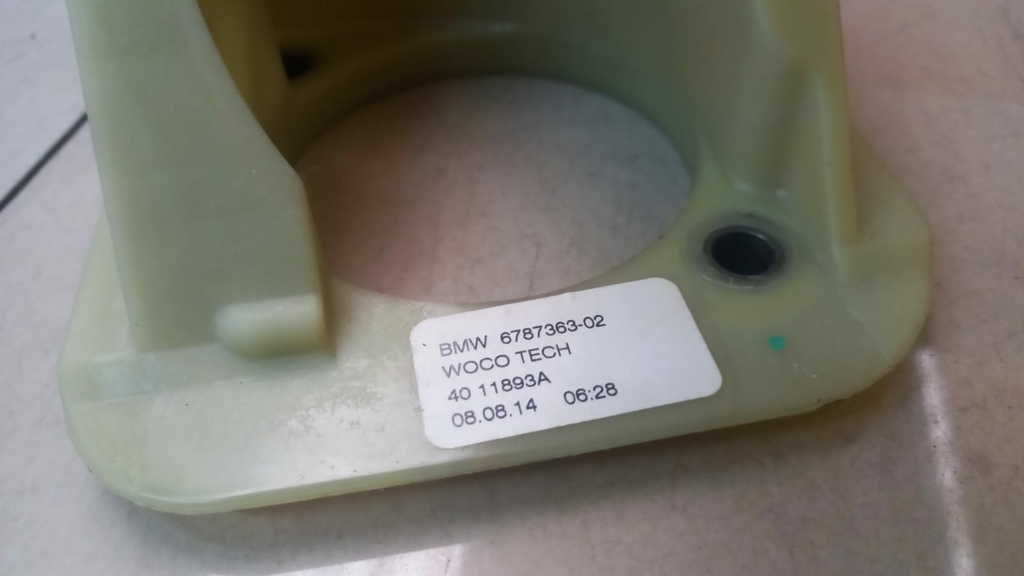 BMW 6787363-02
WOCO TECH
40 11893A
08.08.14 06:28